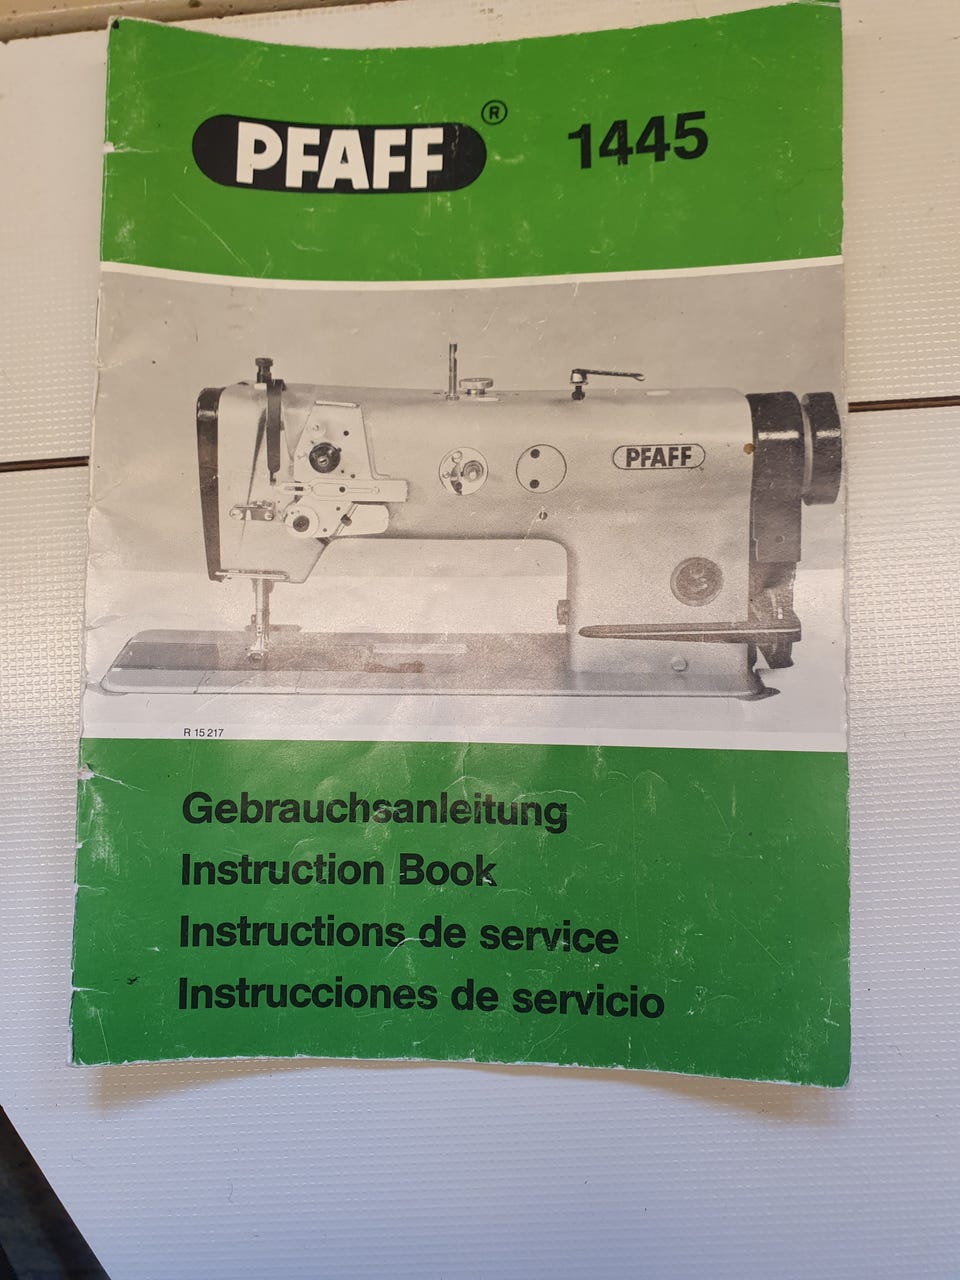 PFAFF ® 1445
PFAFF
R 15 217
Gebrauchsanleitung
Instruction Book
Instructions de service
Instrucciones de servicio